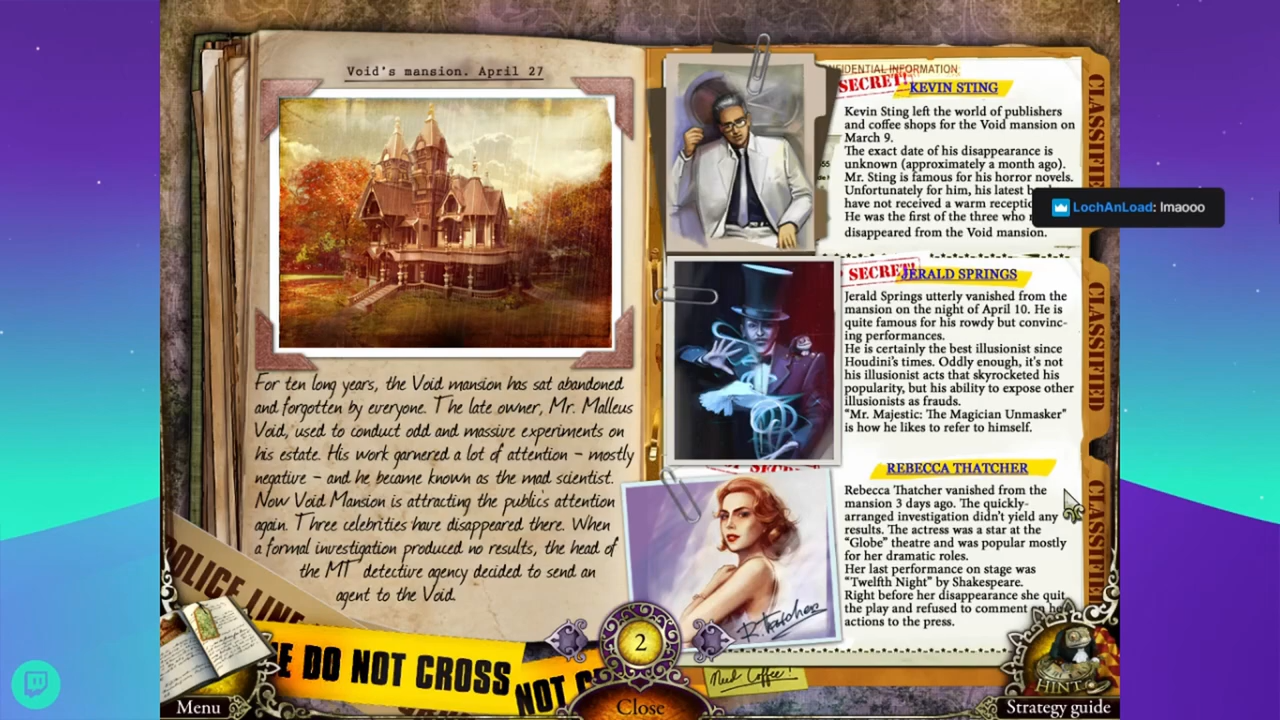 Void's mansion. April 27
For ten long years, the Void mansion has sat abandoned
and forgotten by everyone. The late owner, Mr. Malleus
Void, used to conduct odd and massive experiments on
his estate. His work garnered a lot of attention – mostly
negative – and he became known as the mad scientist.
Now Void Mansion is attracting the public's attention
again. Three celebrities have disappeared there. When
a formal investigation produced no results, the head of
the MT detective agency decided to send an
agent to the Void.
POLICE LINE
DO NOT CROSS
NOT
Menu
2
Close
CONFIDENTIAL INFORMATION
SECRET!
KEVIN STING
Kevin Sting left the world of publishers
and coffee shops for the Void mansion on
March 9.
The exact date of his disappearance is
unknown (approximately a month ago).
Mr. Sting is famous for his horror novels.
Unfortunately for him, his latest
have not received a warm
He was the first of the three who
disappeared from the Void mansion.
LochAnLoad: lmaooo
SECRET!
JERALD SPRINGS
Jerald Springs utterly vanished from the
mansion on the night of April 10. He is
quite famous for his rowdy but convinc-
ing performances.
He is certainly the best illusionist since
Houdini's times. Oddly enough, it's not
his illusionist acts that skyrocketed his
popularity, but his ability to expose other
illusionists as frauds.
"Mr. Majestic: The Magician Unmasker"
is how he likes to refer to himself.
REBECCA THATCHER
Rebecca Thatcher vanished from the
mansion 3 days ago. The quickly-
arranged investigation didn't yield any
results. The actress was a star at the
"Globe" theatre and was popular mostly
for her dramatic roles.
Her last performance on stage was
"Twelfth Night" by Shakespeare.
Right before her disappearance she quit
the play and refused to comment on her
actions to the press.
R.Thatcher
Need Coffee!
CLASSIFIED
CLASSIFIED
CLASSIFIED
HINT
Strategy guide